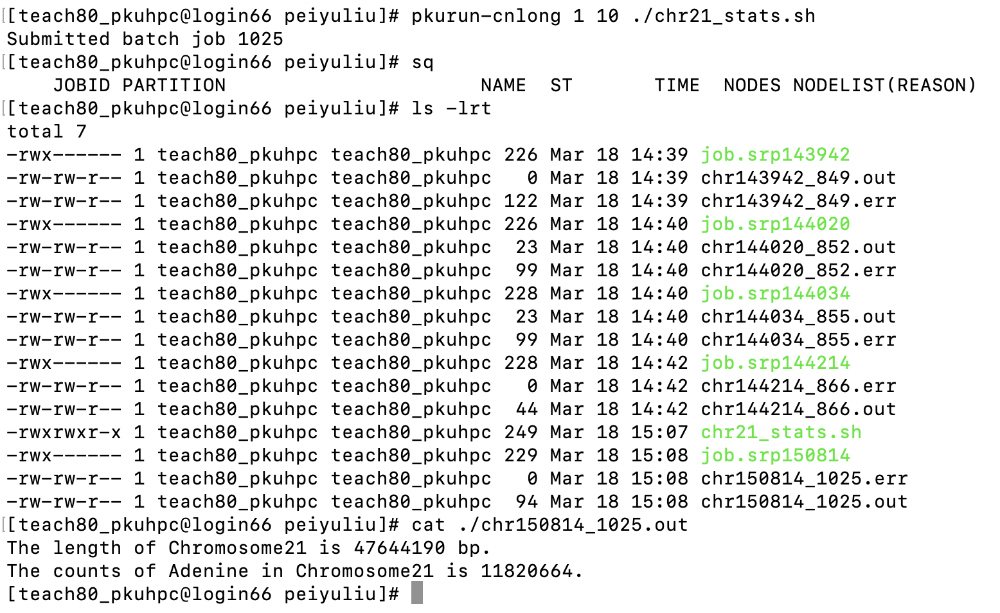 [[teach80_pkuhpc@login66 peiyuliu]# pkurun-cnlong 1 10 ./chr21_stats.sh
Submitted batch job 1025
[[teach80_pkuhpc@login66 peiyuliu]# sq
    JOBID PARTITION                      NAME  ST       TIME  NODES NODELIST(REASON)
[[teach80_pkuhpc@login66 peiyuliu]# ls -lrt
total 7
-rwx------ 1 teach80_pkuhpc teach80_pkuhpc 226 Mar 18 14:39 job.srp143942
-rw-rw-r-- 1 teach80_pkuhpc teach80_pkuhpc   0 Mar 18 14:39 chr143942_849.out
-rw-rw-r-- 1 teach80_pkuhpc teach80_pkuhpc 122 Mar 18 14:39 chr143942_849.err
-rwx------ 1 teach80_pkuhpc teach80_pkuhpc 226 Mar 18 14:40 job.srp144020
-rw-rw-r-- 1 teach80_pkuhpc teach80_pkuhpc  23 Mar 18 14:40 chr144020_852.out
-rw-rw-r-- 1 teach80_pkuhpc teach80_pkuhpc  99 Mar 18 14:40 chr144020_852.err
-rwx------ 1 teach80_pkuhpc teach80_pkuhpc 228 Mar 18 14:40 job.srp144034
-rw-rw-r-- 1 teach80_pkuhpc teach80_pkuhpc  23 Mar 18 14:40 chr144034_855.out
-rw-rw-r-- 1 teach80_pkuhpc teach80_pkuhpc  99 Mar 18 14:40 chr144034_855.err
-rwx------ 1 teach80_pkuhpc teach80_pkuhpc 228 Mar 18 14:42 job.srp144214
-rw-rw-r-- 1 teach80_pkuhpc teach80_pkuhpc   0 Mar 18 14:42 chr144214_866.err
-rw-rw-r-- 1 teach80_pkuhpc teach80_pkuhpc  44 Mar 18 14:42 chr144214_866.out
-rwxrwxr-x 1 teach80_pkuhpc teach80_pkuhpc 249 Mar 18 15:07 chr21_stats.sh
-rwx------ 1 teach80_pkuhpc teach80_pkuhpc 229 Mar 18 15:08 job.srp150814
-rw-rw-r-- 1 teach80_pkuhpc teach80_pkuhpc   0 Mar 18 15:08 chr150814_1025.err
-rw-rw-r-- 1 teach80_pkuhpc teach80_pkuhpc  94 Mar 18 15:08 chr150814_1025.out
[[teach80_pkuhpc@login66 peiyuliu]# cat ./chr150814_1025.out
The length of Chromosome21 is 47644190 bp.
The counts of Adenine in Chromosome21 is 11820664.
[teach80_pkuhpc@login66 peiyuliu]#